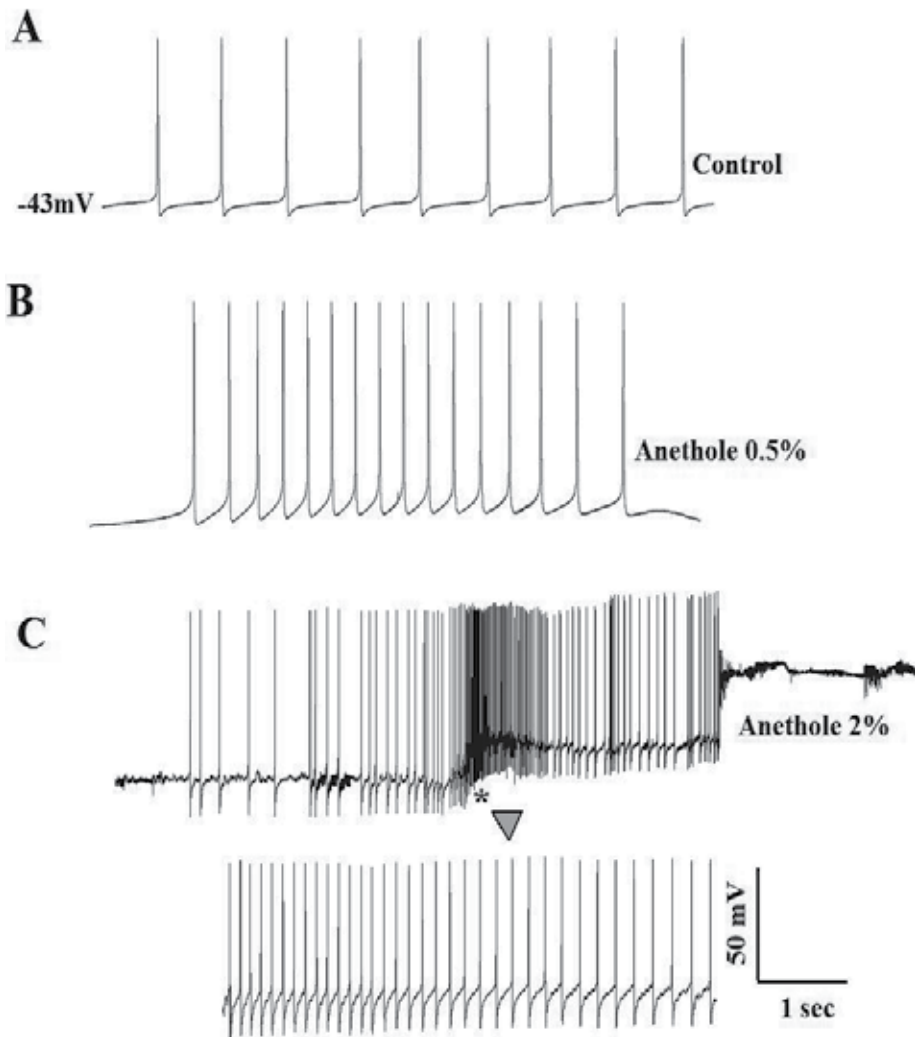 A
Control
-43mV
B
Anethole 0.5%
C
Anethole 2%
*
50 mV
1 sec